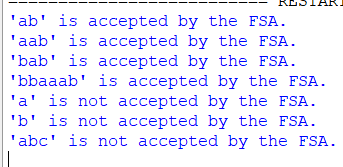 RESTAR
'ab' is accepted by the FSA.
'aab' is accepted by the FSA.
'bab' is accepted by the FSA.
'bbaaab' is accepted by the FSA.
'a' is not accepted by the FSA.
'b' is not accepted by the FSA.
'abc' is not accepted by the FSA.